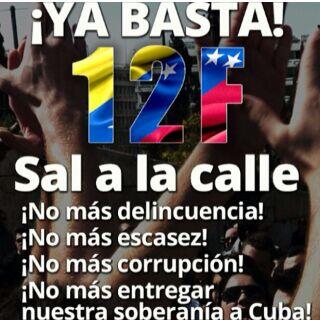 ¡YA BASTA!
12F
Sal a la calle
¡No más delincuencia!
¡No más escasez!
¡No más corrupción!
¡No más entregar
nuestra soberanía a Cuba!